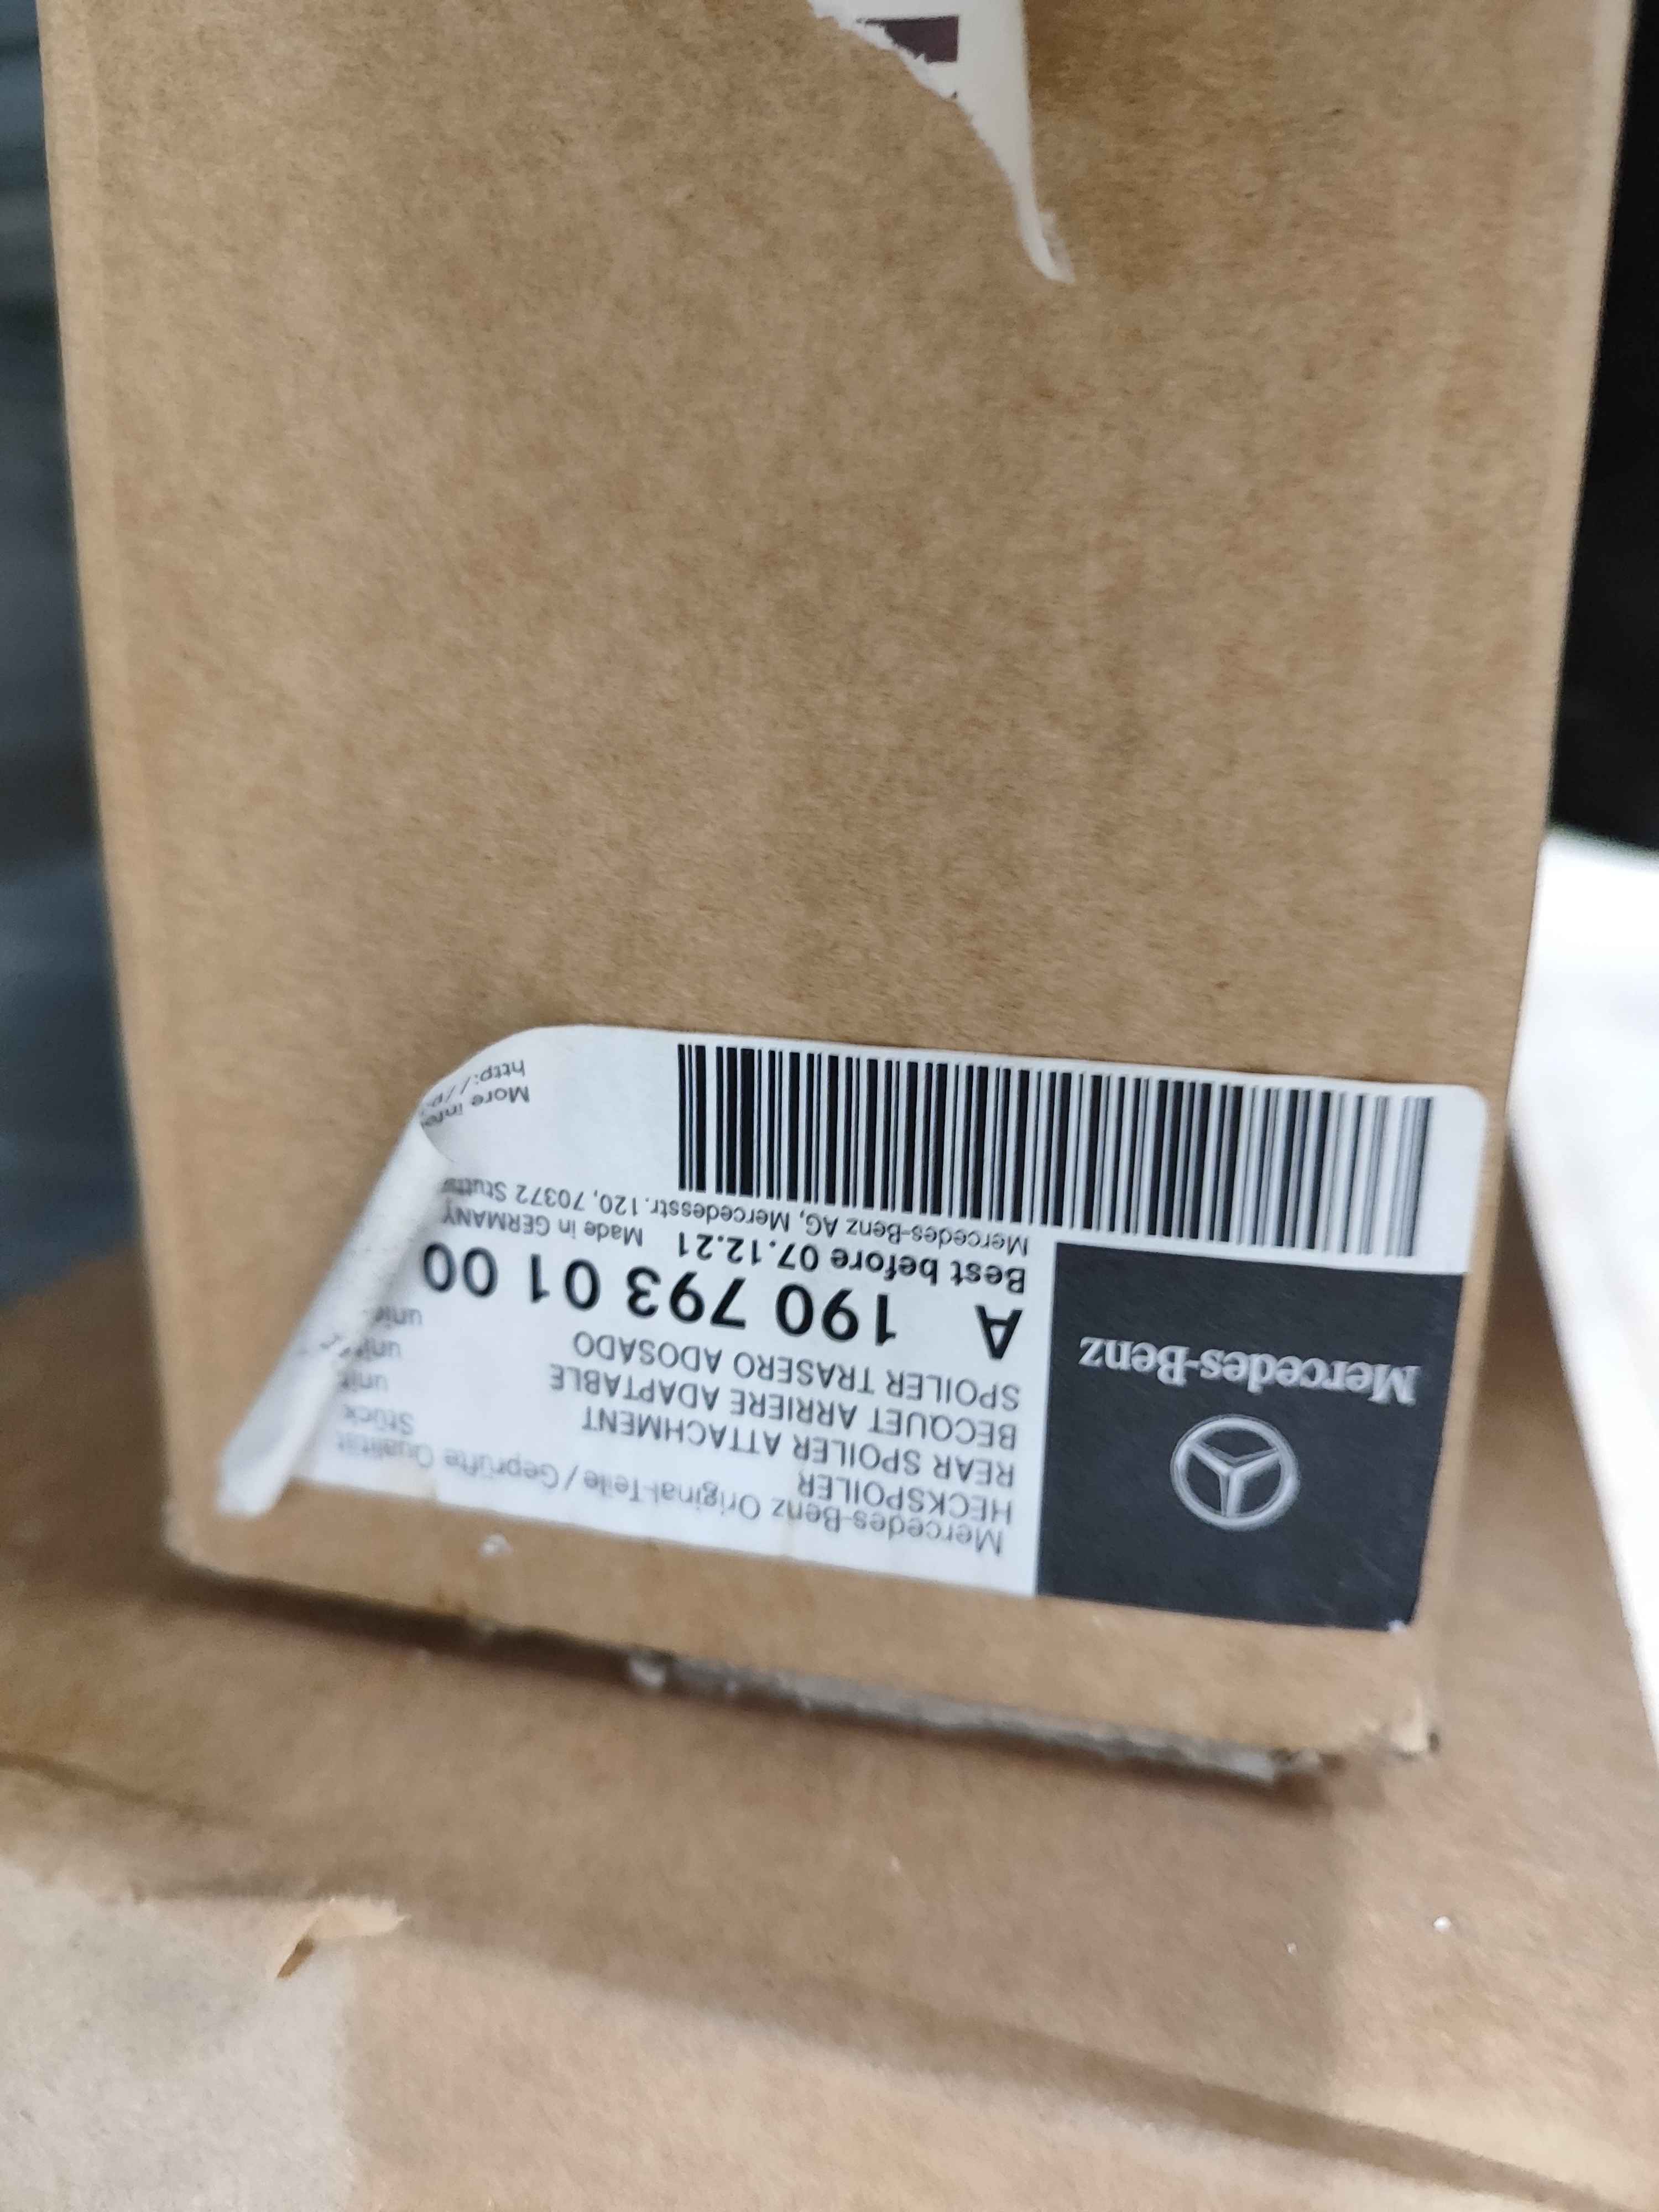 Mercedes-Benz
Mercedes-Benz Original-Teile / Geprüfte Qualität
HECKSPOILER Stück
REAR SPOILER ATTACHMENT unit
BECQUET ARRIERE ADAPTABLE unit
SPOILER TRASERO ADOSADO
A 190 793 01 00
Best before 07.12.21 Made in GERMANY
Mercedes-Benz AG, Mercedesstr.120, 70372
More
http://